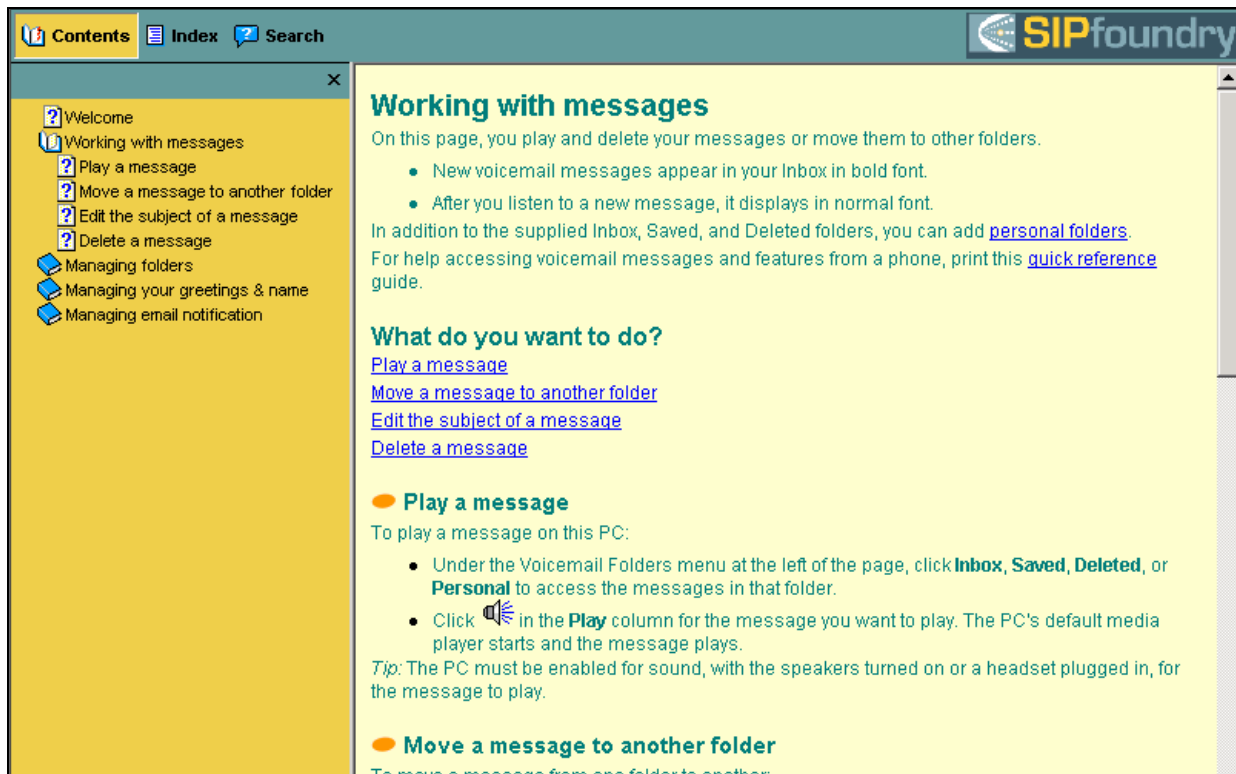 Contents Index Search
SIPfoundry
Welcome
Working with messages
Play a message
Move a message to another folder
Edit the subject of a message
Delete a message
Managing folders
Managing your greetings & name
Managing email notification
Working with messages
On this page, you play and delete your messages or move them to other folders.
• New voicemail messages appear in your Inbox in bold font.
• After you listen to a new message, it displays in normal font.
In addition to the supplied Inbox, Saved, and Deleted folders, you can add personal folders.
For help accessing voicemail messages and features from a phone, print this quick reference
guide.
What do you want to do?
Play a message
Move a message to another folder
Edit the subject of a message
Delete a message
Play a message
To play a message on this PC:
• Under the Voicemail Folders menu at the left of the page, click Inbox, Saved, Deleted, or
Personal to access the messages in that folder.
• Click in the Play column for the message you want to play. The PC's default media
player starts and the message plays.
Tip: The PC must be enabled for sound, with the speakers turned on or a headset plugged in, for
the message to play.
Move a message to another folder
To move a message from one folder to another: